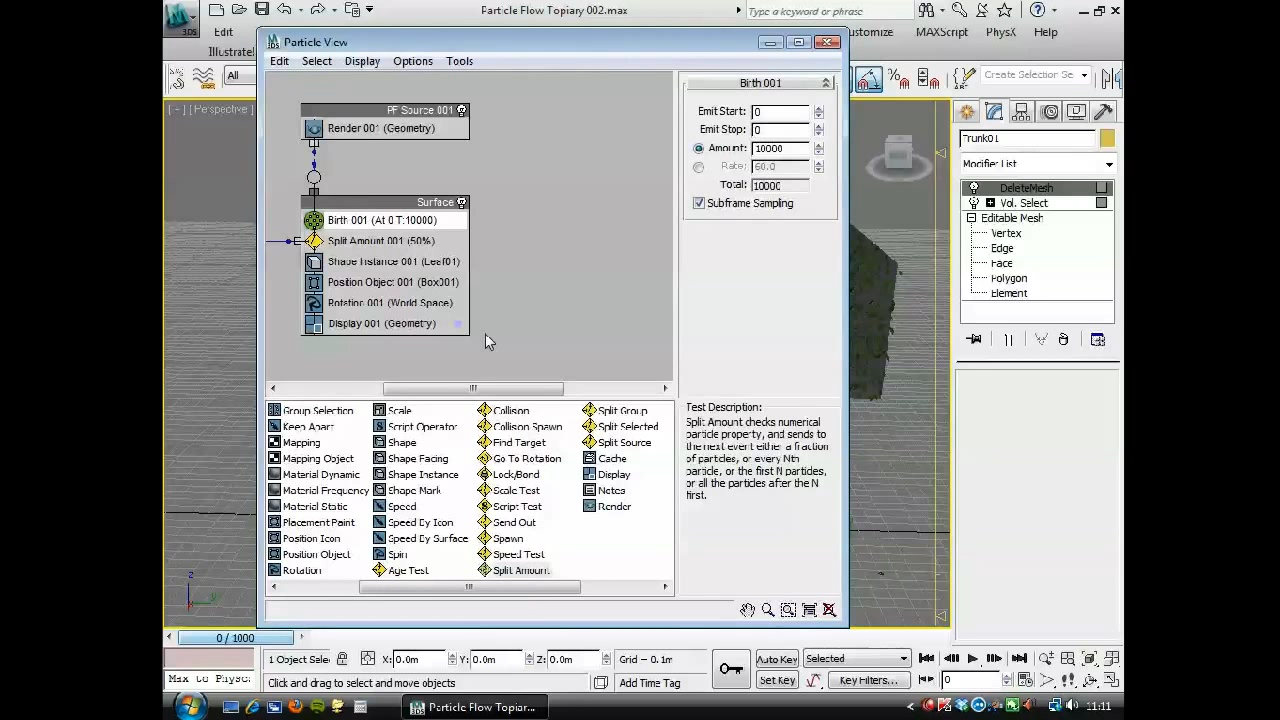 Particle Flow Topiary 002.max
Type a keyword or phrase
Edit
Customize
MAXScript
PhysX
Help
Illustrate
All
Create Selection Se
[ + ] [ Perspective ]
Particle View
Edit Select Display Options Tools
PF Source 001
Render 001 (Geometry)
Surface
Birth 001 (At 0 T:10000)
Split Amount 001 (50%)
Shape Instance 001 (Leaf01)
Position Object 001 (Box001)
Rotation 001 (World Space)
Display 001 (Geometry)
Birth 001
Emit Start: 0
Emit Stop: 0
Amount: 10000
Rate: 60.0
Total: 10000
Subframe Sampling
Group Selection
Keep Apart
Mapping
Mapping Object
Material Dynamic
Material Frequency
Material Static
Placement Paint
Position Icon
Position Object
Rotation
Scale
Script Operator
Shape
Shape Facing
Shape Instance
Shape Mark
Speed
Speed By Icon
Speed By Surface
Spin
Age Test
Collision
Collision Spawn
Find Target
Go To Rotation
Lock/Bond
Scale Test
Script Test
Send Out
Spawn
Speed Test
Split Amount
Split Group
Split Selected
Split Source
Cache
Display
Notes
Render
Test Description:
Split Amount checks numerical
particle property, and sends to
the next event either a fraction
of particles, or every Nth
particle, or the first N particles,
or all the particles after the N
first.
Trunk01
Modifier List
DeleteMesh
Vol. Select
Editable Mesh
Vertex
Edge
Face
Polygon
Element
0 / 1000
1 Object Sele
X: 0.0m Y: 0.0m Z: 0.0m
Grid = 0.1m
Auto Key
Selected
Max to Physc
Click and drag to select and move objects
Add Time Tag
Set Key
Key Filters...
0
Particle Flow Topiar...
11:11